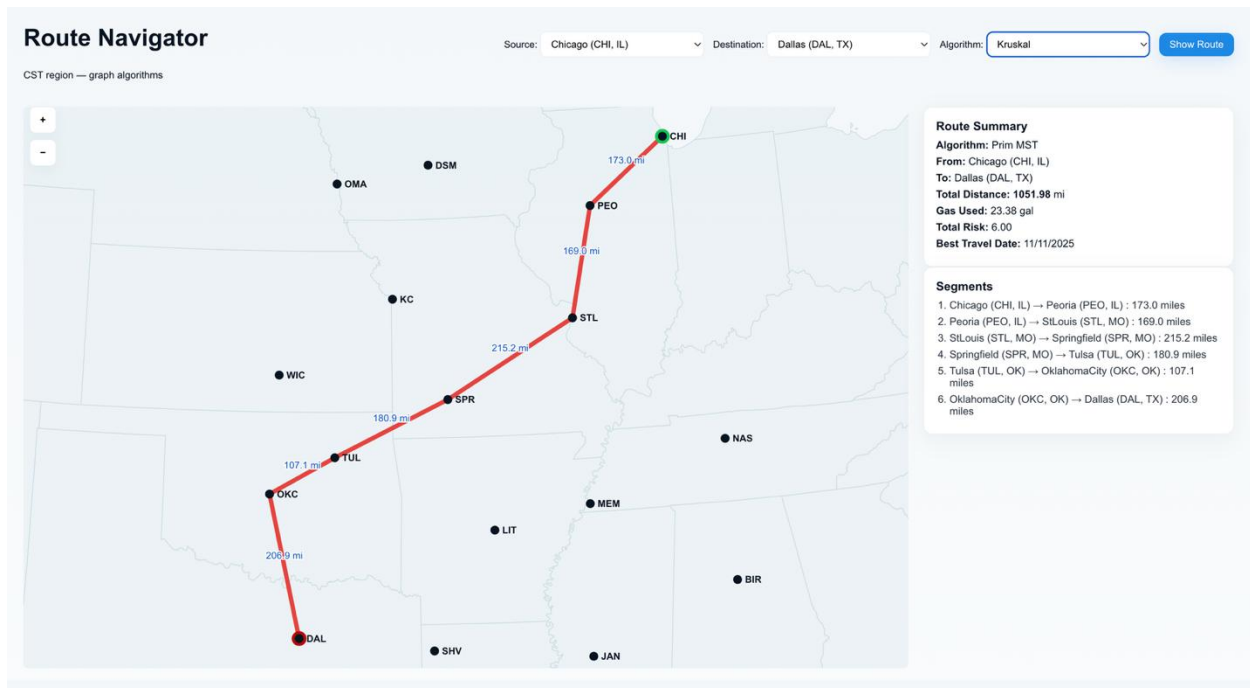 Route Navigator
Source: Chicago (CHI, IL) Destination: Dallas (DAL, TX) Algorithm: Kruskal Show Route
CST region — graph algorithms
+
−
CHI
173.0 mi
DSM
OMA
PEO
169.0 mi
KC
STL
215.2 mi
WIC
SPR
180.9 mi
NAS
TUL
107.1 mi
OKC
MEM
LIT
206.9 mi
BIR
DAL
SHV
JAN
Route Summary
Algorithm: Prim MST
From: Chicago (CHI, IL)
To: Dallas (DAL, TX)
Total Distance: 1051.98 mi
Gas Used: 23.38 gal
Total Risk: 6.00
Best Travel Date: 11/11/2025
Segments
1. Chicago (CHI, IL) → Peoria (PEO, IL) : 173.0 miles
2. Peoria (PEO, IL) → StLouis (STL, MO) : 169.0 miles
3. StLouis (STL, MO) → Springfield (SPR, MO) : 215.2 miles
4. Springfield (SPR, MO) → Tulsa (TUL, OK) : 180.9 miles
5. Tulsa (TUL, OK) → OklahomaCity (OKC, OK) : 107.1
miles
6. OklahomaCity (OKC, OK) → Dallas (DAL, TX) : 206.9
miles